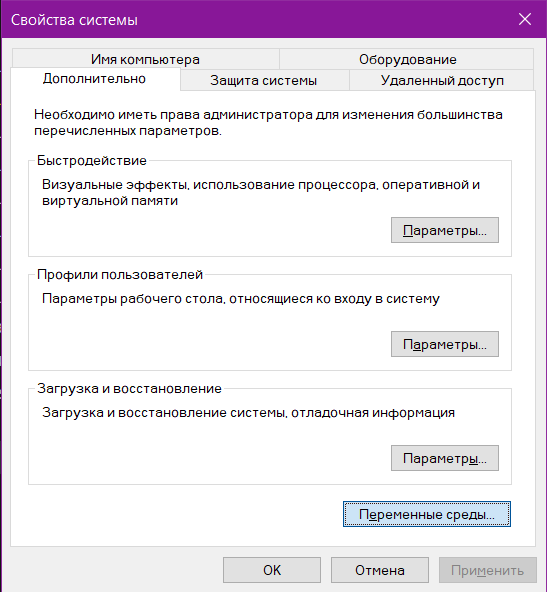 Свойства системы
Имя компьютера
Оборудование
Дополнительно
Защита системы
Удаленный доступ
Необходимо иметь права администратора для изменения большинства
перечисленных параметров.
Быстродействие
Визуальные эффекты, использование процессора, оперативной и
виртуальной памяти
Параметры...
Профили пользователей
Параметры рабочего стола, относящиеся ко входу в систему
Параметры...
Загрузка и восстановление
Загрузка и восстановление системы, отладочная информация
Параметры...
Переменные среды...
ОК
Отмена
Применить